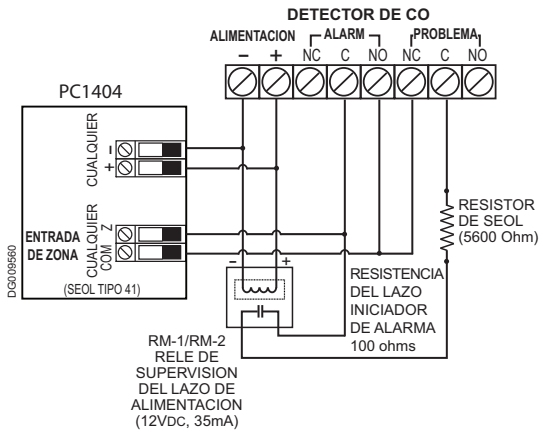 DETECTOR DE CO
ALIMENTACION ALARM PROBLEMA
– + NC C NO NC C NO
PC1404
CUALQUIER
– +
ENTRADA
DE ZONA
CUALQUIER
COM Z
(SEOL TIPO 41)
DG009560
RESISTOR
DE SEOL
(5600 Ohm)
– +
RESISTENCIA
DEL LAZO
INICIADOR
DE ALARMA
100 ohms
RM-1/RM-2
RELE DE
SUPERVISION
DEL LAZO DE
ALIMENTACION
(12VDC, 35mA)